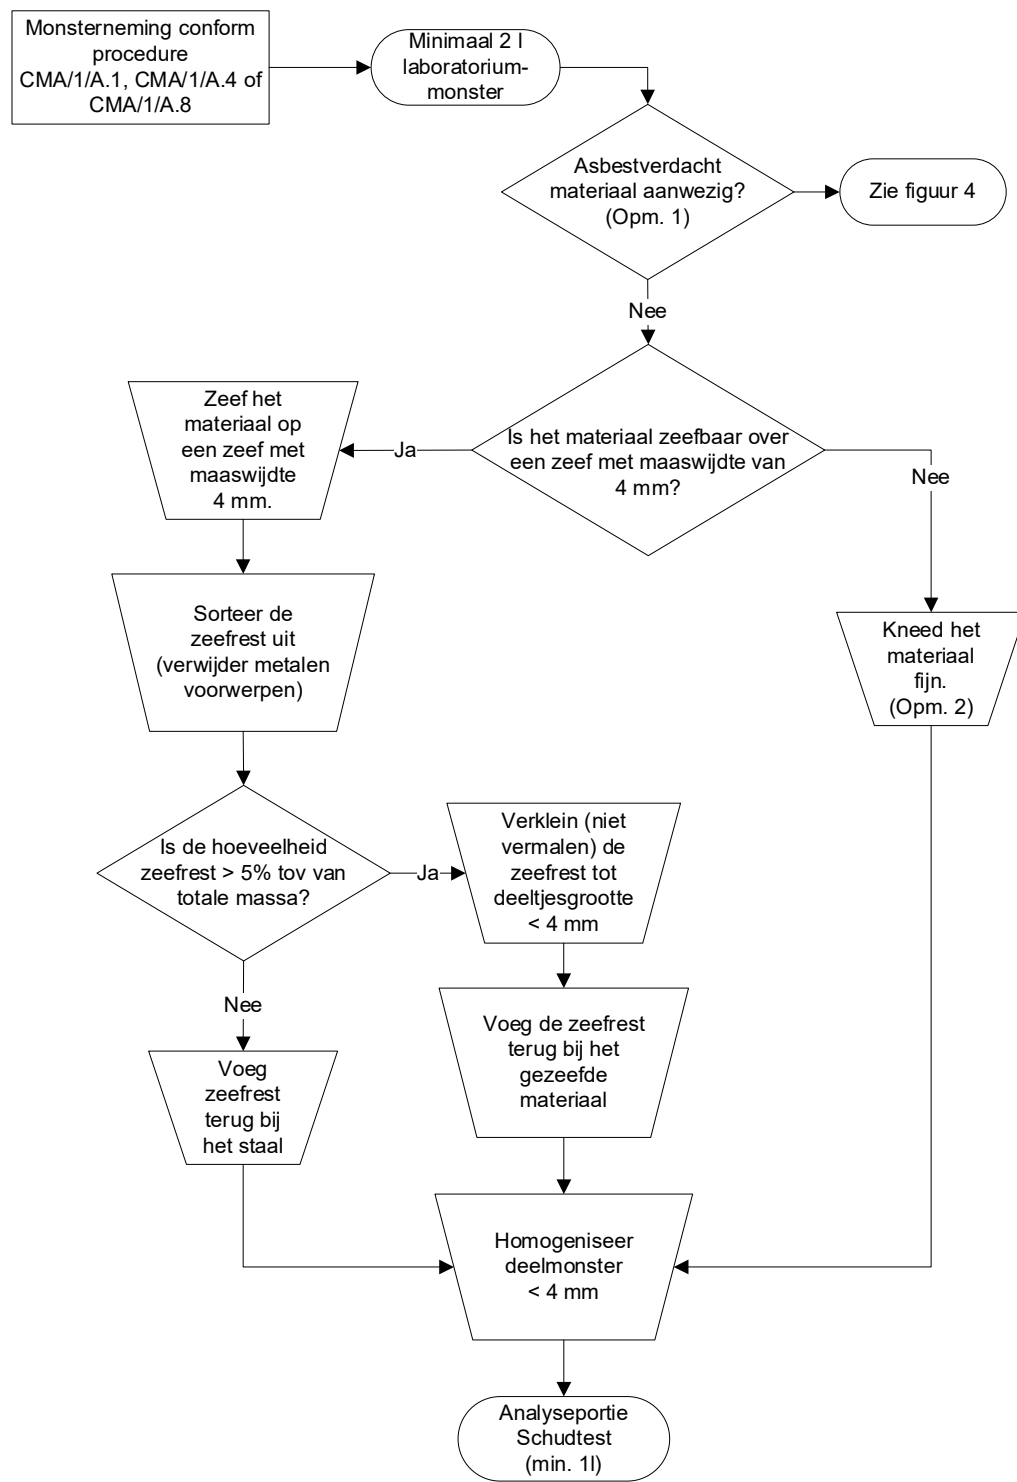 Monsterneming conform
procedure
CMA/1/A.1, CMA/1/A.4 of
CMA/1/A.8
Minimaal 2 l
laboratorium-
monster
Asbestverdacht
materiaal aanwezig?
(Opm. 1)
Zie figuur 4
Nee
Is het materiaal zeefbaar over
een zeef met maaswijdte van
4 mm?
Ja
Nee
Zeef het
materiaal op
een zeef met
maaswijdte
4 mm.
Sorteer de
zeefrest uit
(verwijder metalen
voorwerpen)
Kneed het
materiaal
fijn.
(Opm. 2)
Is de hoeveelheid
zeefrest > 5% tov van
totale massa?
Ja
Verklein (niet
vermalen) de
zeefrest tot
deeltjesgrootte
< 4 mm
Nee
Voeg de zeefrest
terug bij het
gezeefde
materiaal
Voeg
zeefrest
terug bij
het staal
Homogeniseer
deelmonster
< 4 mm
Analyseportie
Schudtest
(min. 1l)